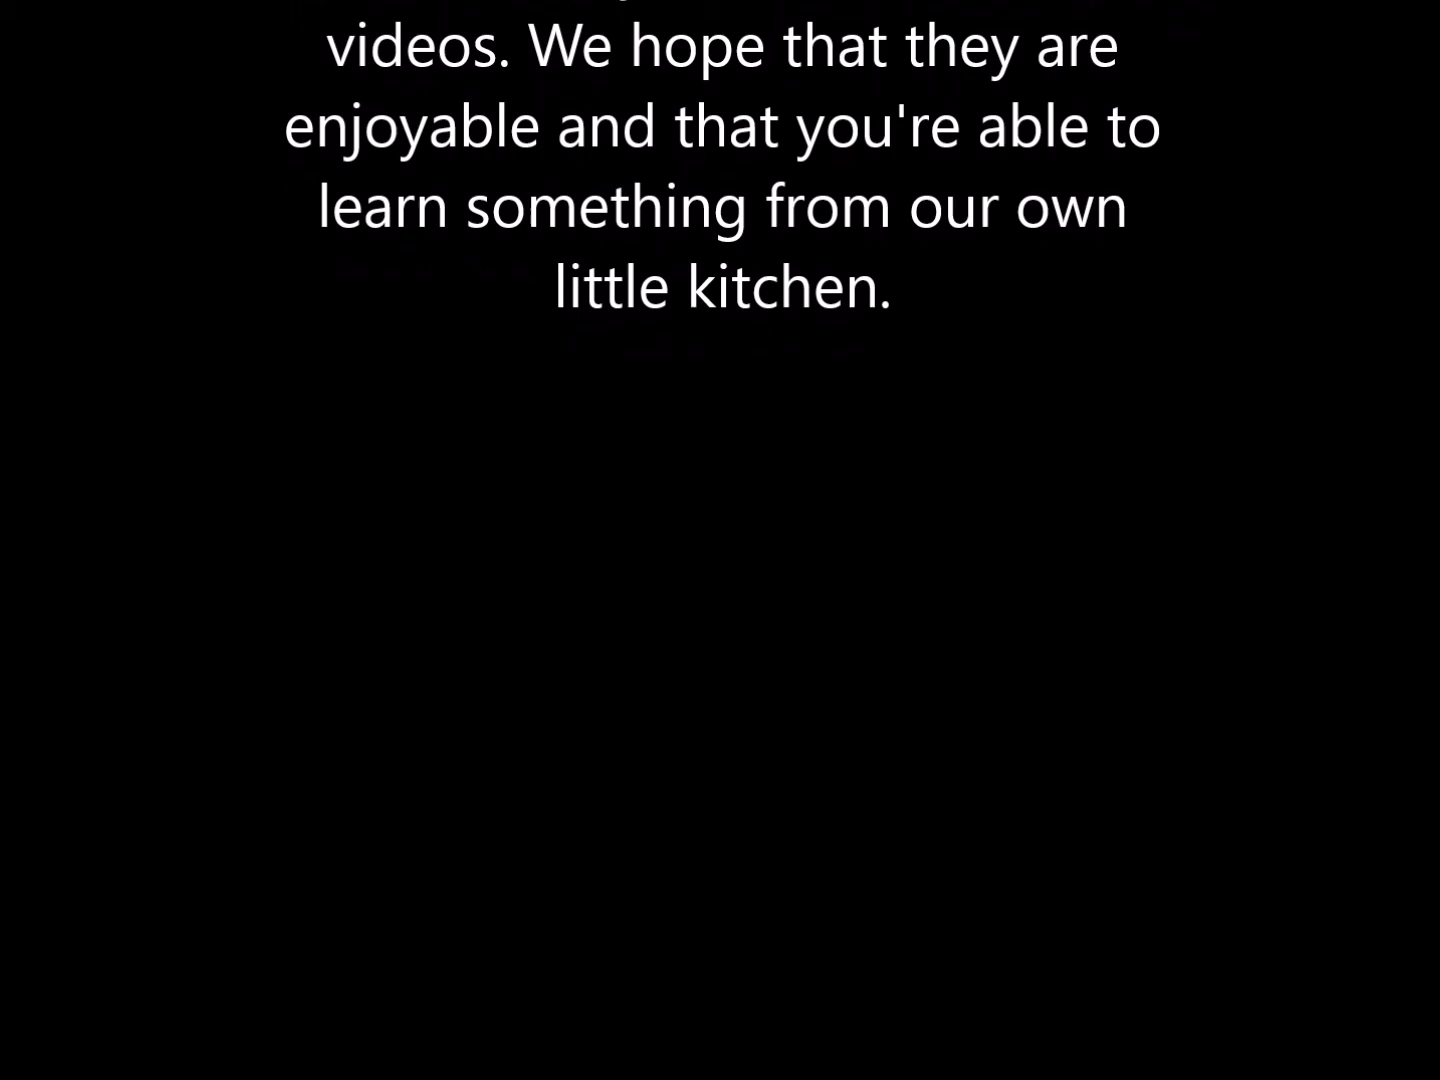 videos. We hope that they are
enjoyable and that you're able to
learn something from our own
little kitchen.